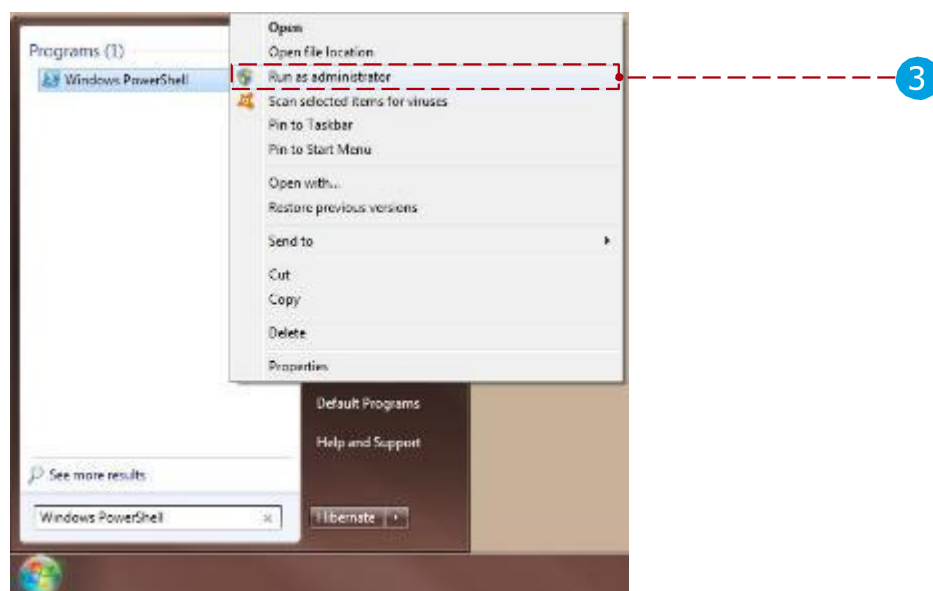 Programs (1)
Windows PowerShell
Open
Open file location
Run as administrator
Scan selected items for viruses
Pin to Taskbar
Pin to Start Menu
Open with...
Restore previous versions
Send to
Cut
Copy
Delete
Properties
3
Default Programs
Help and Support
See more results
Windows PowerShell
Hibernate